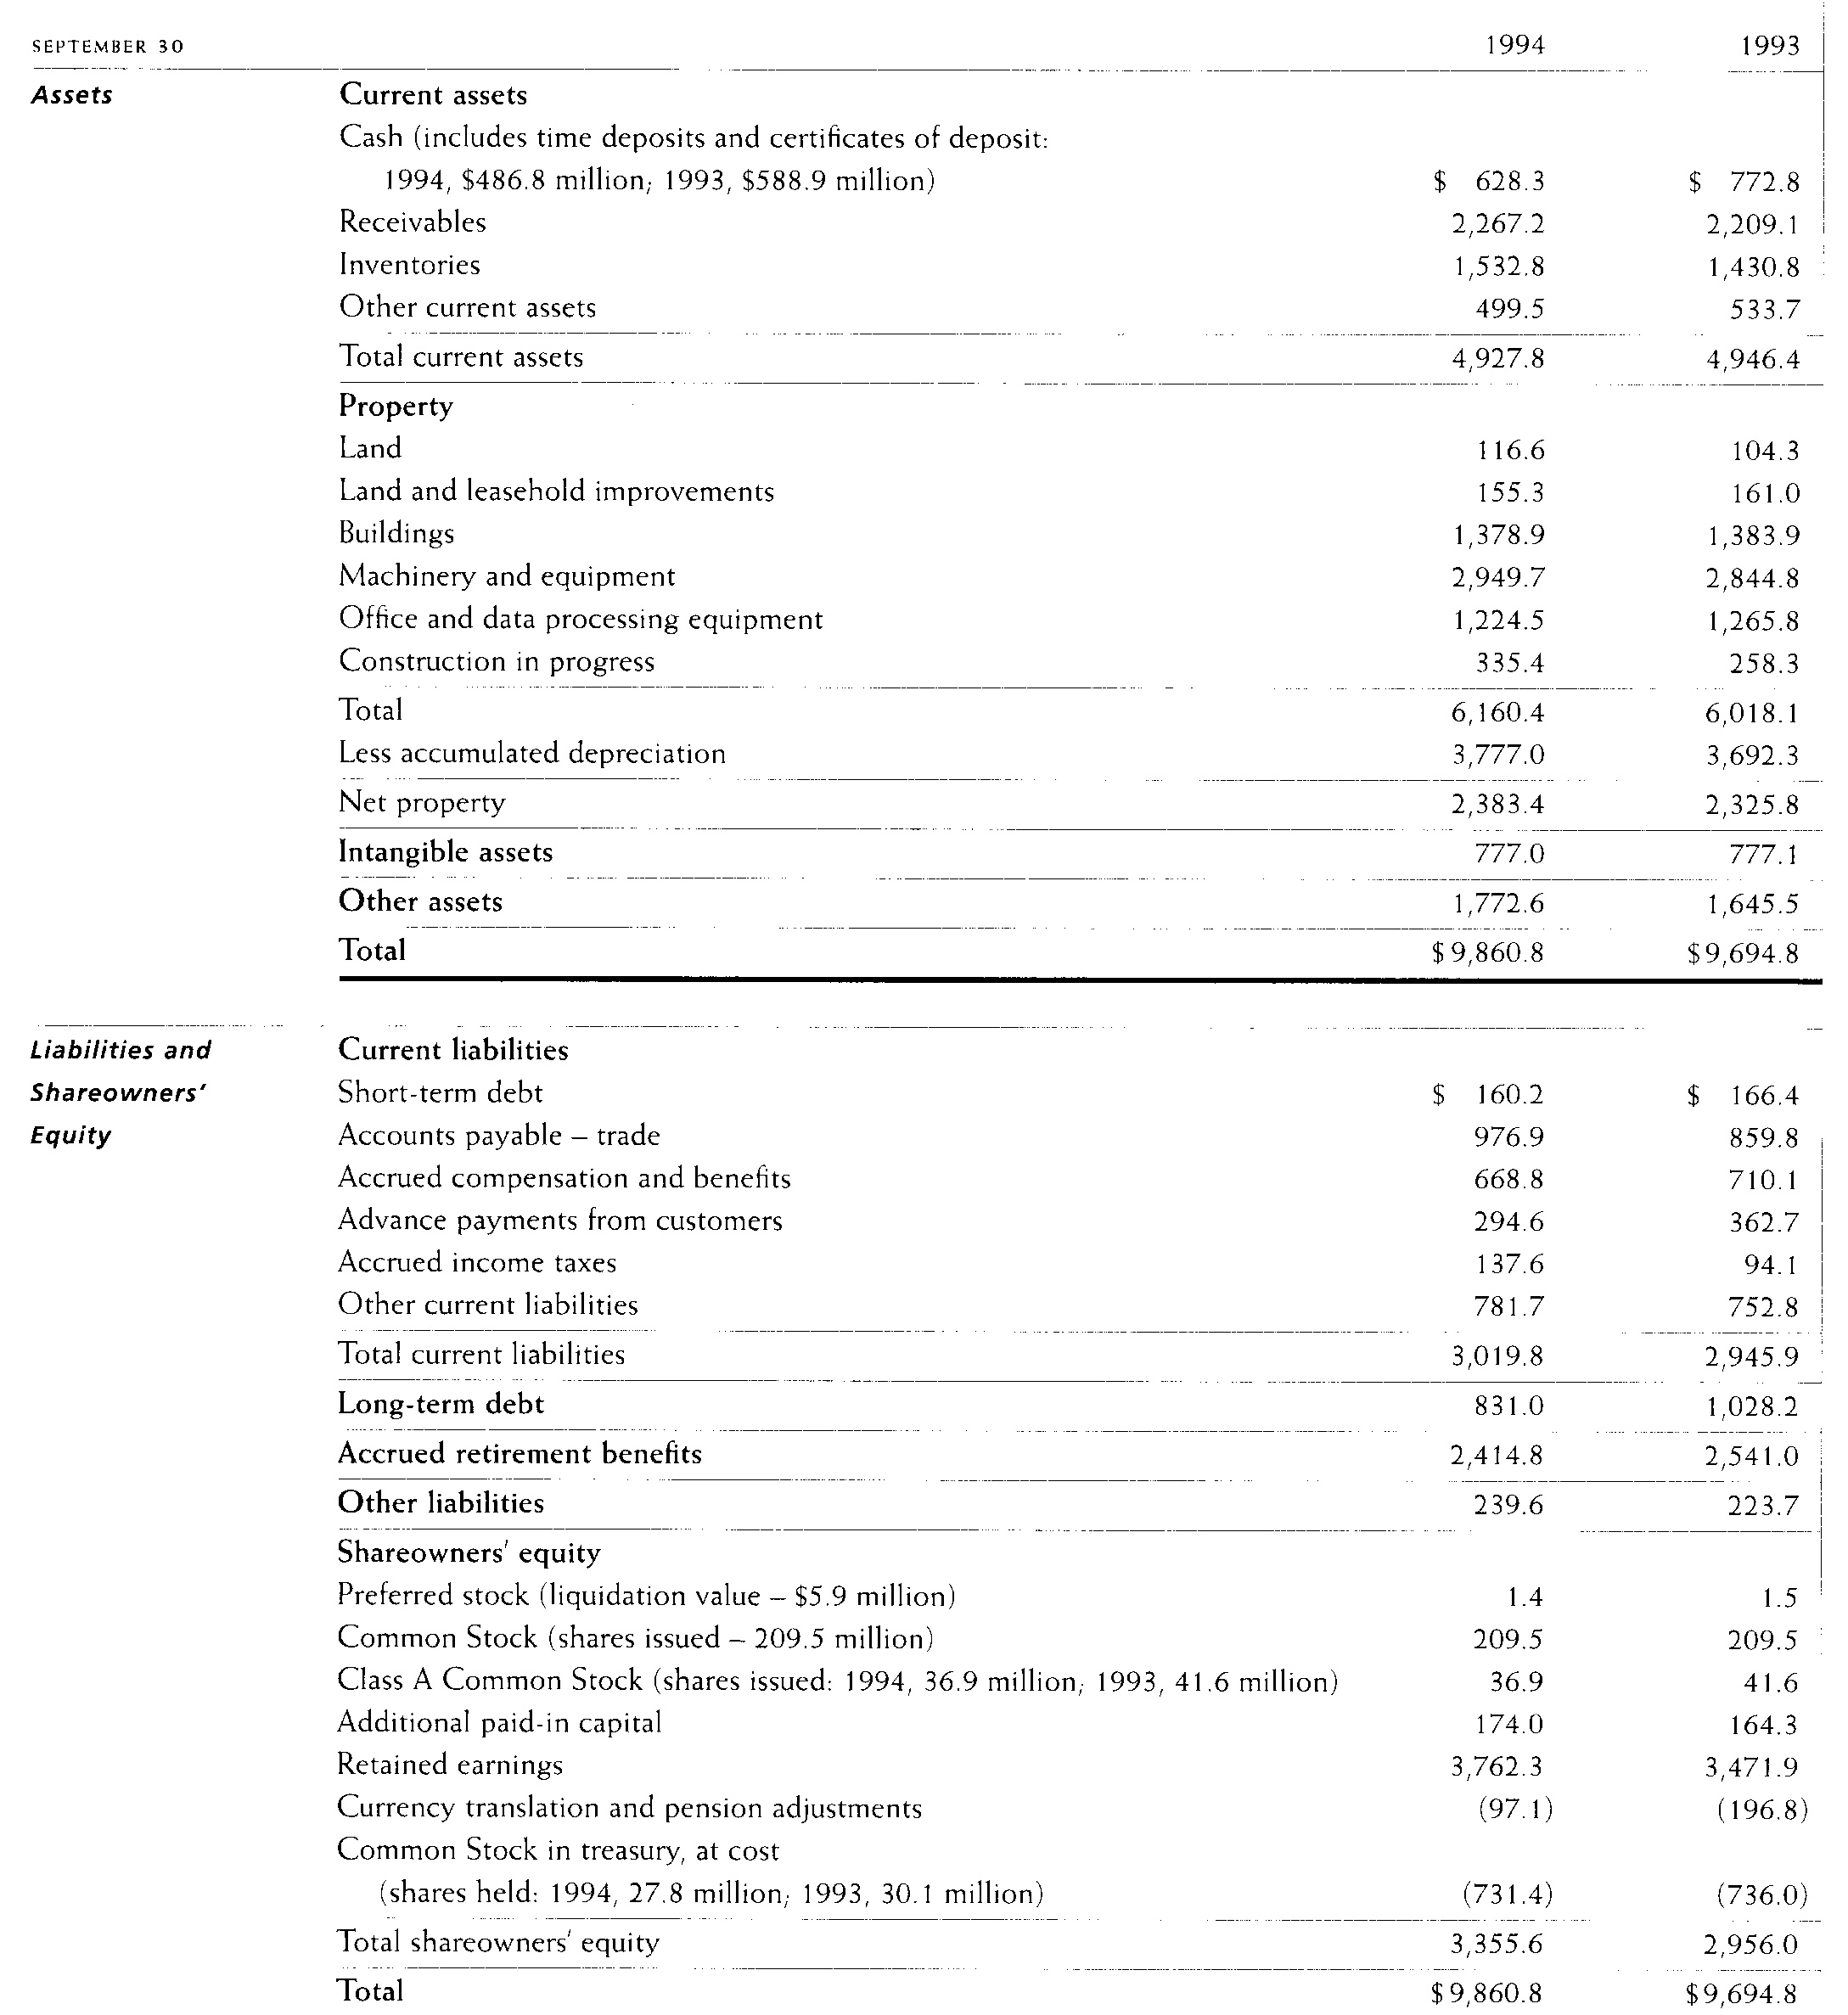 SEPTEMBER 30 1994 1993
Assets Current assets
Cash (includes time deposits and certificates of deposit:
1994, $486.8 million; 1993, $588.9 million) $ 628.3 $ 772.8
Receivables 2,267.2 2,209.1
Inventories 1,532.8 1,430.8
Other current assets 499.5 533.7
Total current assets 4,927.8 4,946.4
Property
Land 116.6 104.3
Land and leasehold improvements 155.3 161.0
Buildings 1,378.9 1,383.9
Machinery and equipment 2,949.7 2,844.8
Office and data processing equipment 1,224.5 1,265.8
Construction in progress 335.4 258.3
Total 6,160.4 6,018.1
Less accumulated depreciation 3,777.0 3,692.3
Net property 2,383.4 2,325.8
Intangible assets 777.0 777.1
Other assets 1,772.6 1,645.5
Total $9,860.8 $9,694.8
Liabilities and Current liabilities
Shareowners' Short-term debt $ 160.2 $ 166.4
Equity Accounts payable – trade 976.9 859.8
Accrued compensation and benefits 668.8 710.1
Advance payments from customers 294.6 362.7
Accrued income taxes 137.6 94.1
Other current liabilities 781.7 752.8
Total current liabilities 3,019.8 2,945.9
Long-term debt 831.0 1,028.2
Accrued retirement benefits 2,414.8 2,541.0
Other liabilities 239.6 223.7
Shareowners' equity
Preferred stock (liquidation value – $5.9 million) 1.4 1.5
Common Stock (shares issued – 209.5 million) 209.5 209.5
Class A Common Stock (shares issued: 1994, 36.9 million; 1993, 41.6 million) 36.9 41.6
Additional paid-in capital 174.0 164.3
Retained earnings 3,762.3 3,471.9
Currency translation and pension adjustments (97.1) (196.8)
Common Stock in treasury, at cost
(shares held: 1994, 27.8 million; 1993, 30.1 million) (731.4) (736.0)
Total shareowners' equity 3,355.6 2,956.0
Total $9,860.8 $9,694.8